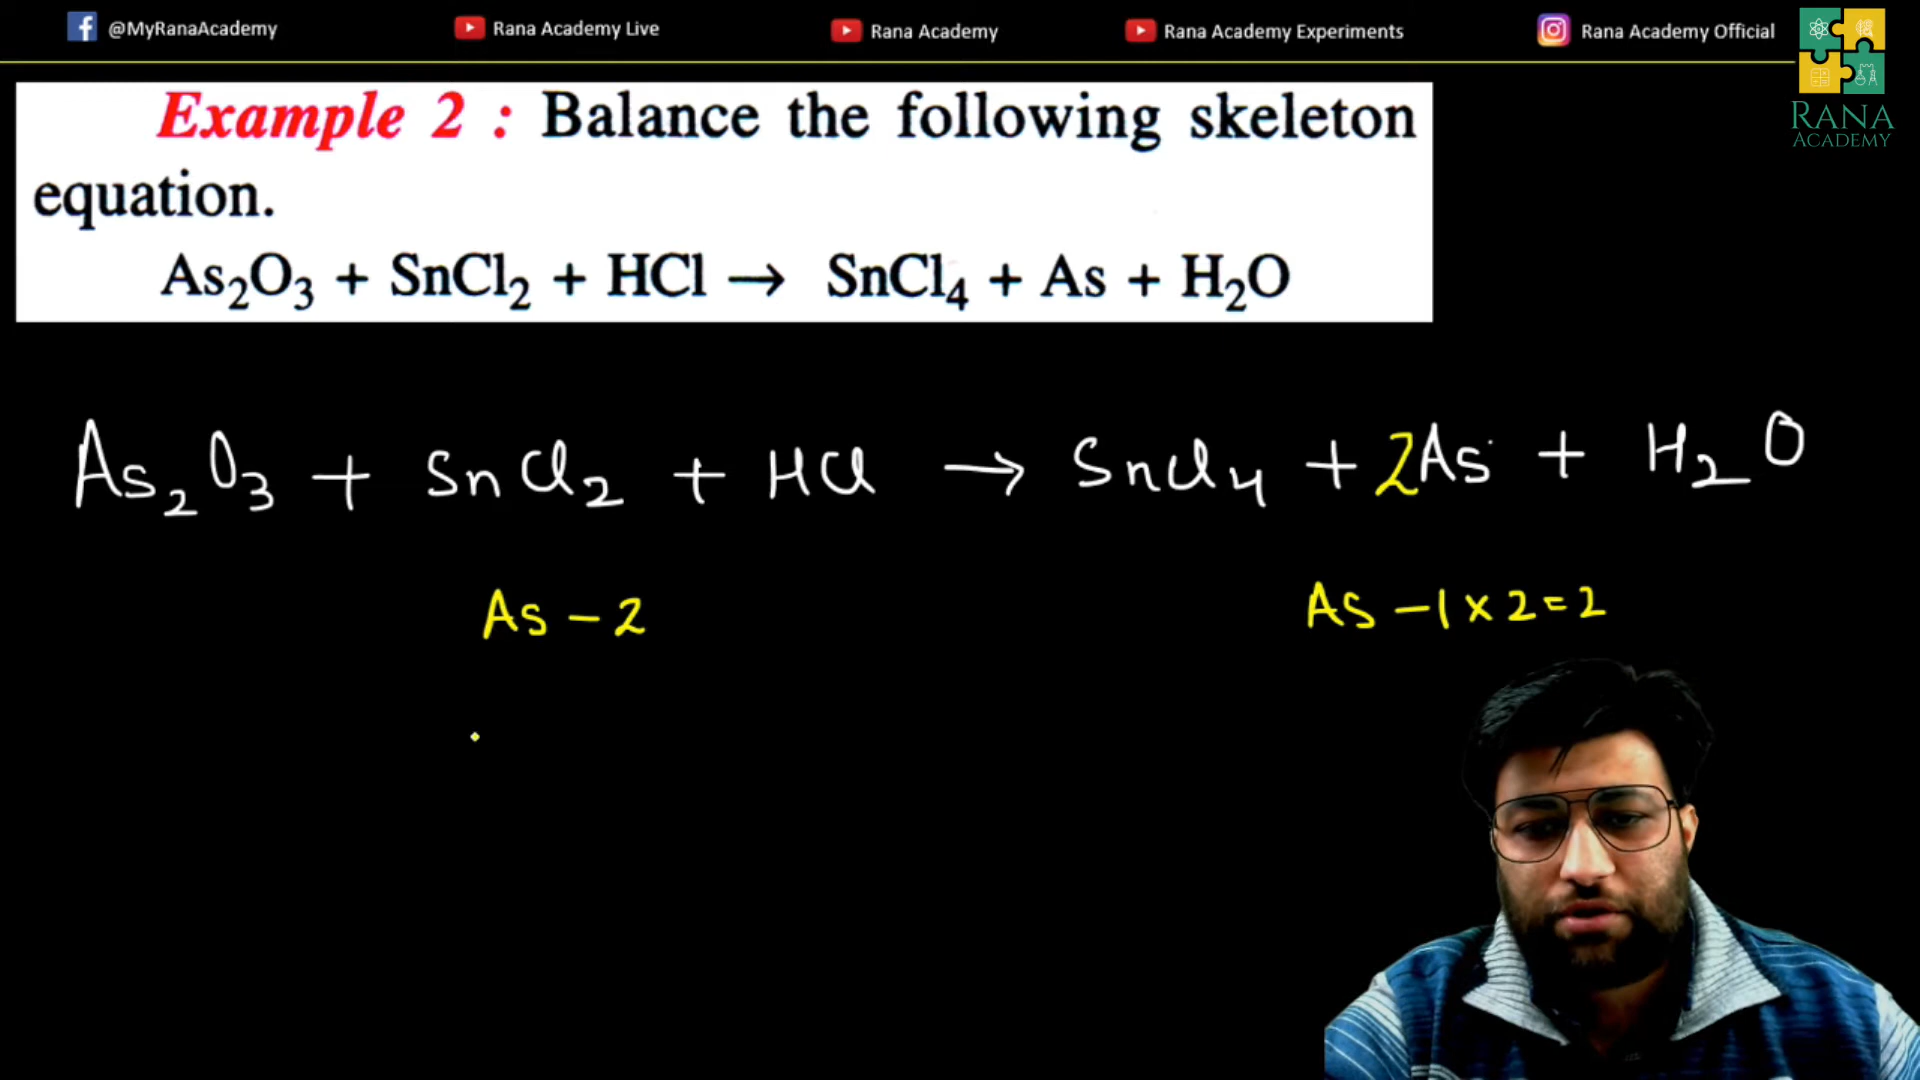 @MyRanaAcademy Rana Academy Live Rana Academy Rana Academy Experiments Rana Academy Official
RANA
ACADEMY
Example 2 : Balance the following skeleton
equation.
As₂O₃ + SnCl₂ + HCl → SnCl₄ + As + H₂O
As₂O₃ + SnCl₂ + HCl → SnCl₄ + 2As + H₂O
As – 2 As – 1 × 2 = 2